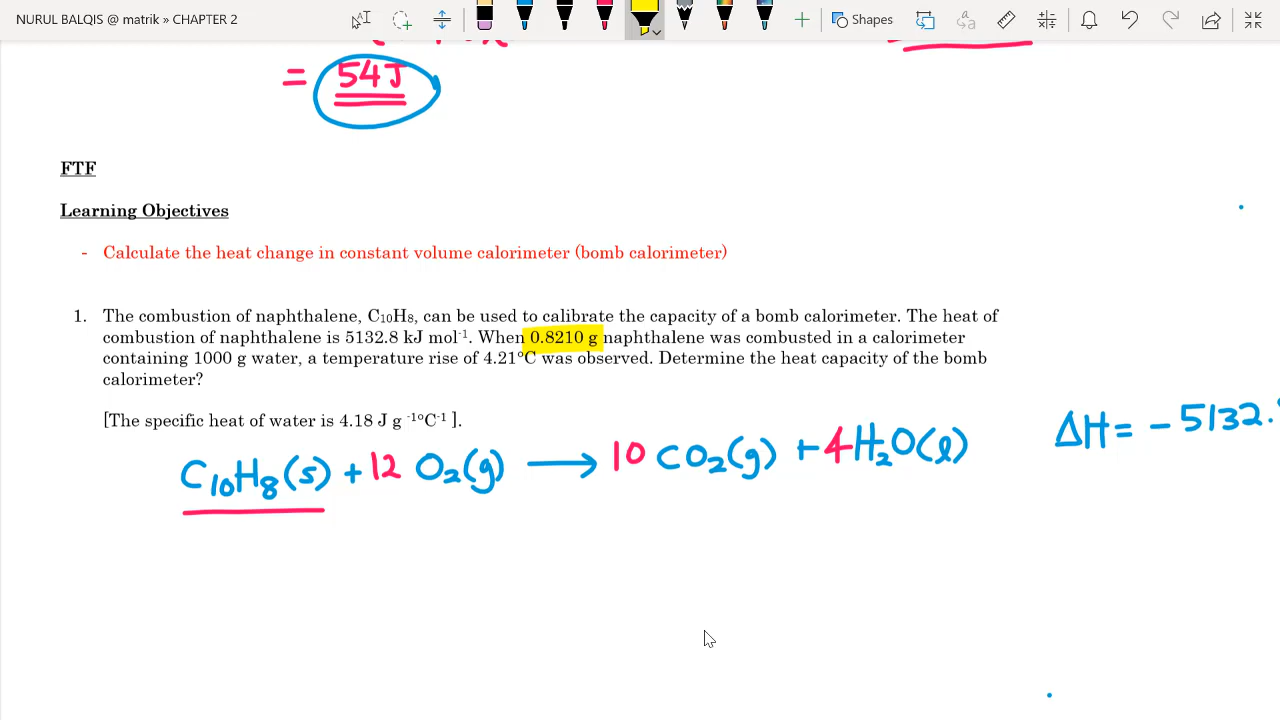 NURUL BALQIS @ matrik » CHAPTER 2
Shapes
= 54J
FTF
Learning Objectives
- Calculate the heat change in constant volume calorimeter (bomb calorimeter)
1. The combustion of naphthalene, C₁₀H₈, can be used to calibrate the capacity of a bomb calorimeter. The heat of
combustion of naphthalene is 5132.8 kJ mol⁻¹. When 0.8210 g naphthalene was combusted in a calorimeter
containing 1000 g water, a temperature rise of 4.21°C was observed. Determine the heat capacity of the bomb
calorimeter?
[The specific heat of water is 4.18 J g ⁻¹°C⁻¹ ].
ΔH = - 5132.
C₁₀H₈(s) + 12 O₂(g) ⟶ 10 CO₂(g) + 4H₂O(l)